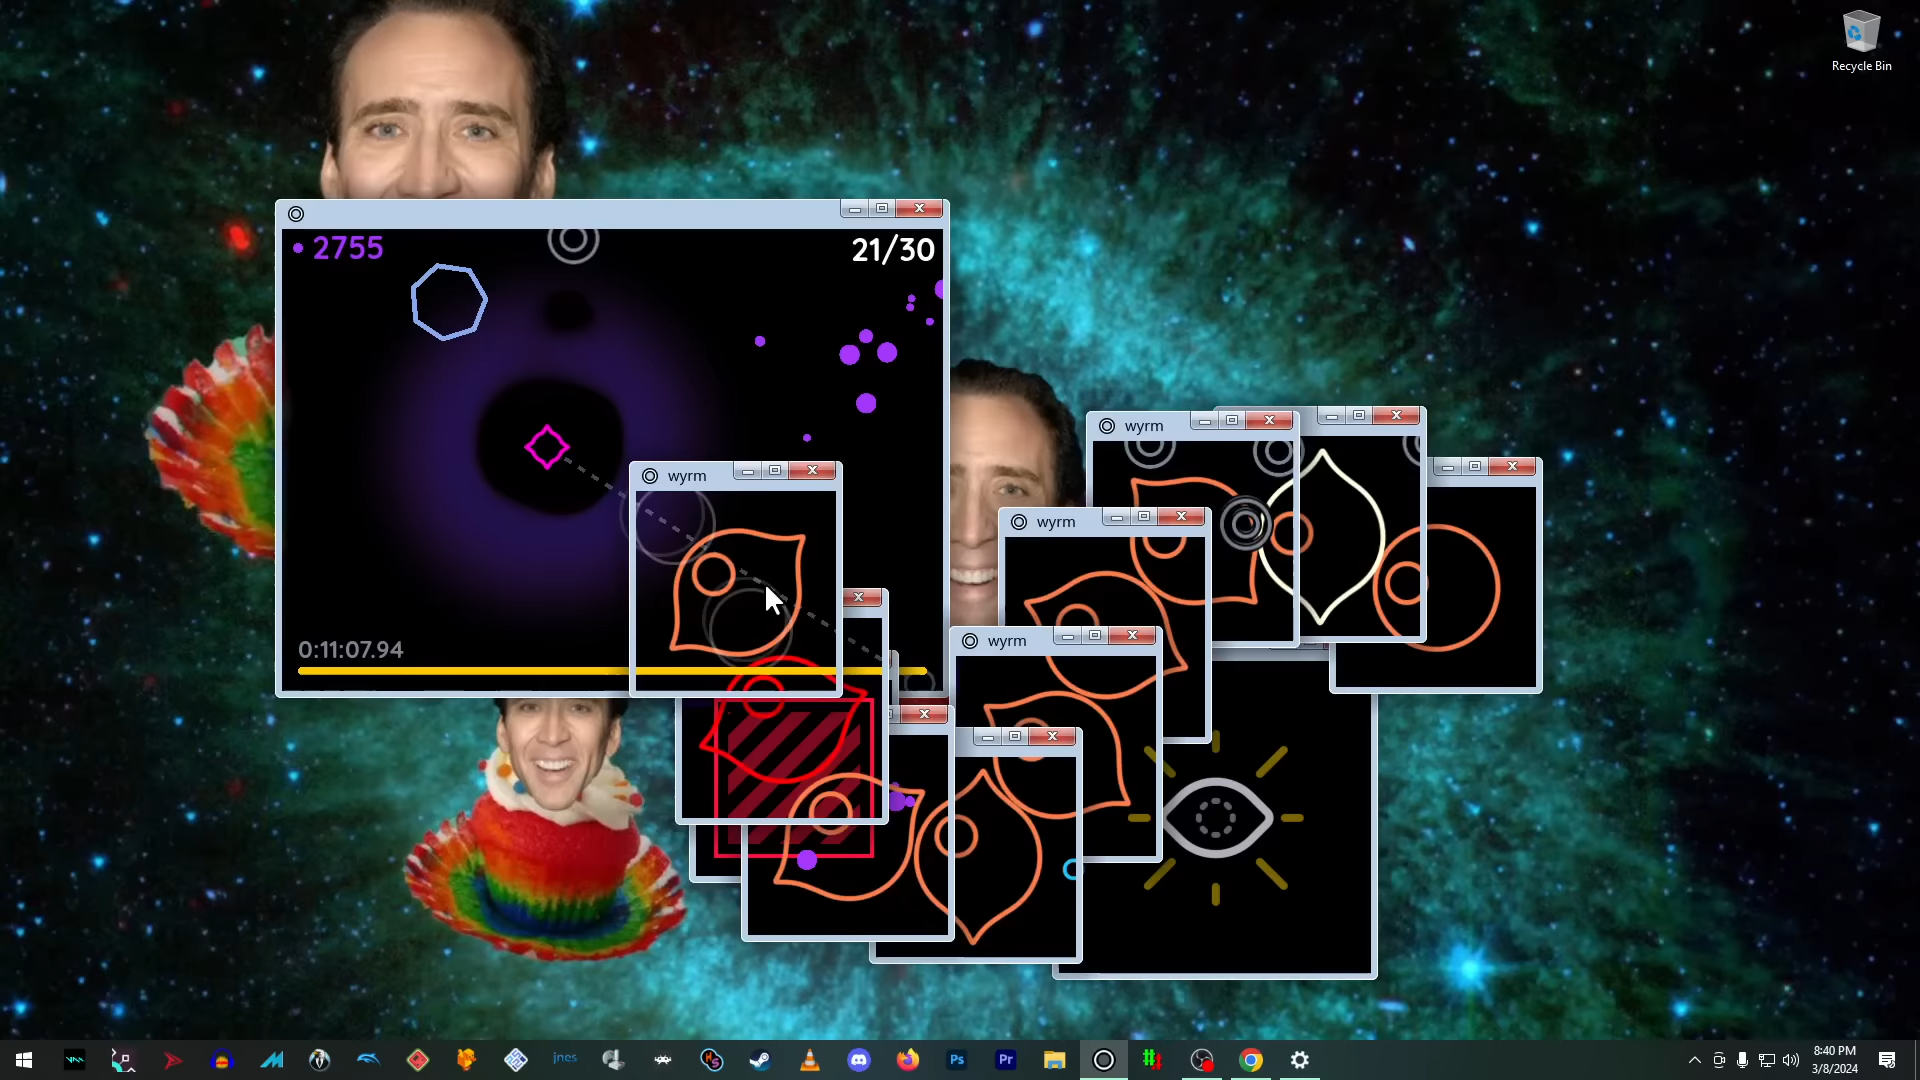 Recycle Bin
2755
21/30
wyrm
wyrm
wyrm
wyrm
0:11:07.94
jnes
Ps
Pr
8:40 PM
3/8/2024